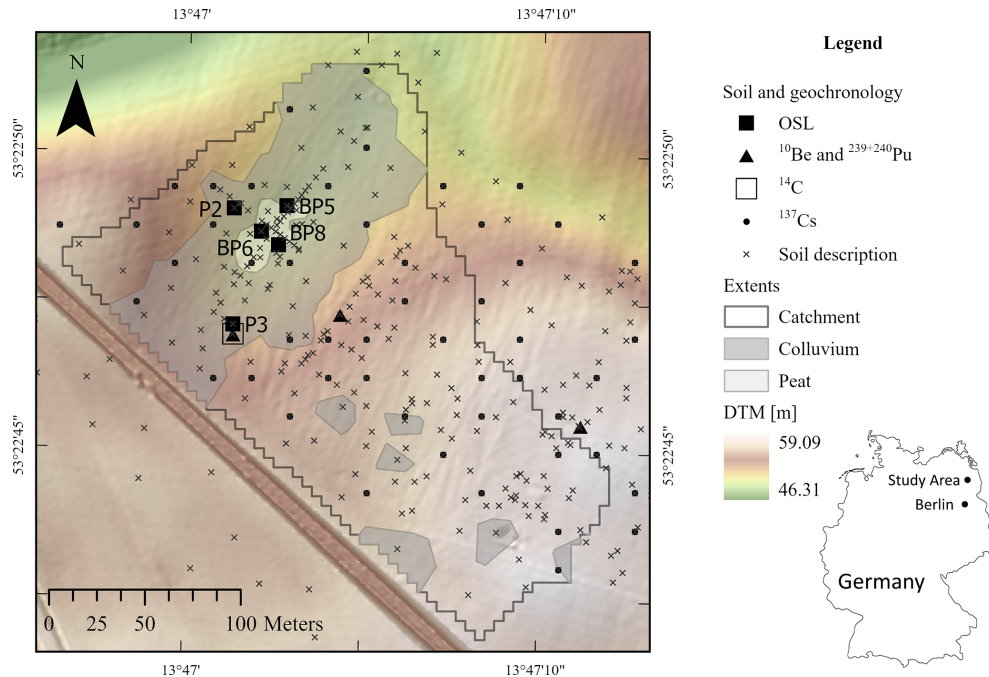 13°47' 13°47'10"
N
53°22'50"
53°22'50"
P2 BP5
BP8
BP6
P3
53°22'45"
53°22'45"
0 25 50 100 Meters
13°47' 13°47'10"
Legend
Soil and geochronology
OSL
¹⁰Be and ²³⁹⁺²⁴⁰Pu
¹⁴C
¹³⁷Cs
Soil description
Extents
Catchment
Colluvium
Peat
DTM [m]
59.09
46.31
Study Area
Berlin
Germany